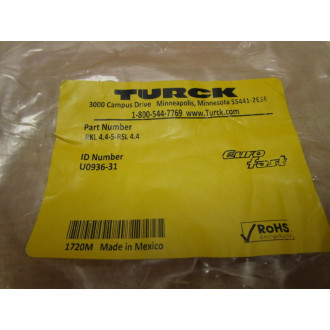 TURCK
3000 Campus Drive Minneapolis, Minnesota 55441-2656
1-800-544-7769 www.Turck.com
Part Number
RKL 4.4-5-RSL 4.4
ID Number
U0936-31
euro fast
RoHS
1720M Made in Mexico